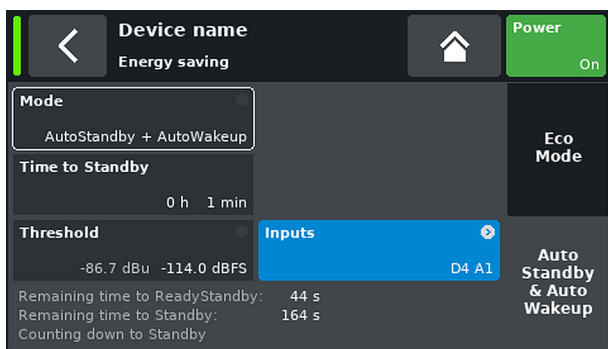 Device name
Energy saving
Power
On
Mode
AutoStandby + AutoWakeup
Eco
Mode
Time to Standby
0 h 1 min
Threshold
-86.7 dBu -114.0 dBFS
Inputs
D4 A1
Auto
Standby
& Auto
Wakeup
Remaining time to ReadyStandby: 44 s
Remaining time to Standby: 164 s
Counting down to Standby